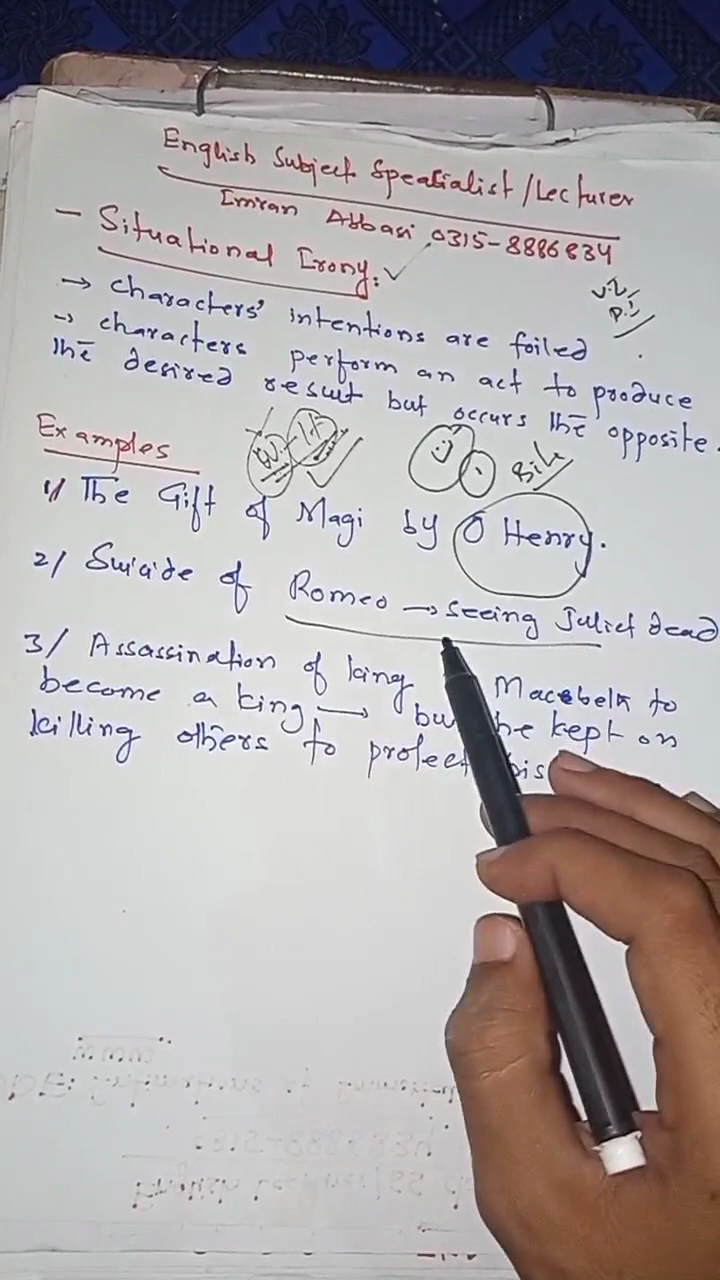 English Subject Specialist/Lecturer
Imran Abbasi 0315-8886834
- Situational Irony. ✓
→ characters' intentions are foiled
→ characters perform an act to produce
the desired result but occurs the opposite.
Examples
1/ The Gift of Magi by O Henry.
2/ Suicide of Romeo → seeing Juliet dead
3/ Assassination of king Macebeth to
become a king → but he kept on
killing others to protect his